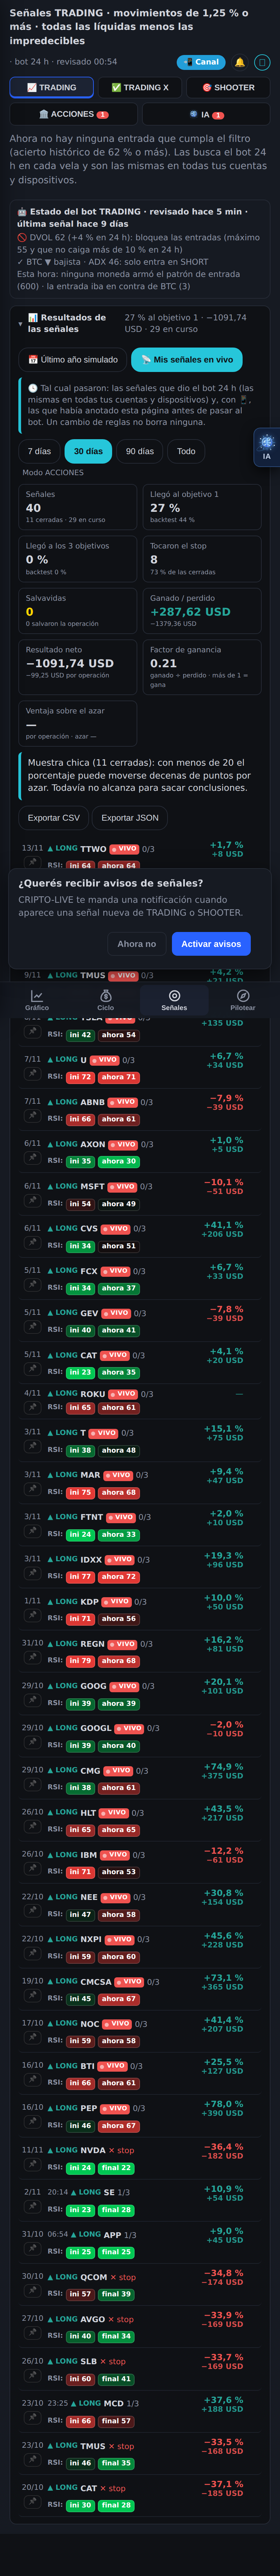 Señales TRADING · movimientos de 1,25 % o
más · todas las líquidas menos las
impredecibles
· bot 24 h · revisado 00:54
📲 Canal
🔔
📈 TRADING
✅ TRADING X
🎯 SHOOTER
🏛️ ACCIONES 1
IA 1
Ahora no hay ninguna entrada que cumpla el filtro
(acierto histórico de 62 % o más). Las busca el bot 24
h en cada vela y son las mismas en todas tus cuentas
y dispositivos.
🤖 Estado del bot TRADING · revisado hace 5 min ·
última señal hace 9 días
🚫 DVOL 62 (+4 % en 24 h): bloquea las entradas (máximo
55 y que no caiga más de 10 % en 24 h)
✓ BTC ▼ bajista · ADX 46: solo entra en SHORT
Esta hora: ninguna moneda armó el patrón de entrada
(600) · la entrada iba en contra de BTC (3)
▾ 📊 Resultados de
las señales
27 % al objetivo 1 · −1091,74
USD · 29 en curso
📅 Último año simulado
📡 Mis señales en vivo
🕒 Tal cual pasaron: las señales que dio el bot 24 h (las
mismas en todas tus cuentas y dispositivos) y, con 📱,
las que había anotado esta página antes de pasar al
bot. Un cambio de reglas no borra ninguna.
7 días
30 días
90 días
Todo
IA
Modo ACCIONES
Señales
40
11 cerradas · 29 en curso
Llegó al objetivo 1
27 %
backtest 44 %
Llegó a los 3 objetivos
0 %
backtest 0 %
Tocaron el stop
8
73 % de las cerradas
Salvavidas
0
0 salvaron la operación
Ganado / perdido
+287,62 USD
−1379,36 USD
Resultado neto
−1091,74 USD
−99,25 USD por operación
Factor de ganancia
0.21
ganado ÷ perdido · más de 1 =
gana
Ventaja sobre el azar
—
por operación · azar —
Muestra chica (11 cerradas): con menos de 20 el
porcentaje puede moverse decenas de puntos por
azar. Todavía no alcanza para sacar conclusiones.
Exportar CSV
Exportar JSON
13/11 ▲ LONG TTWO VIVO 0/3 +1,7 %
+8 USD
RSI: ini 64 ahora 64
¿Querés recibir avisos de señales?
CRIPTO-LIVE te manda una notificación cuando
aparece una señal nueva de TRADING o SHOOTER.
Ahora no
Activar avisos
9/11 ▲ LONG TMUS VIVO 0/3 +4,2 %
+21 USD
Gráfico
Ciclo
Señales
Pilotear
+135 USD
RSI: ini 42 ahora 54
7/11 ▲ LONG U VIVO 0/3 +6,7 %
+34 USD
RSI: ini 72 ahora 71
7/11 ▲ LONG ABNB VIVO 0/3 −7,9 %
−39 USD
RSI: ini 66 ahora 61
6/11 ▲ LONG AXON VIVO 0/3 +1,0 %
+5 USD
RSI: ini 35 ahora 30
6/11 ▲ LONG MSFT VIVO 0/3 −10,1 %
−51 USD
RSI: ini 54 ahora 49
6/11 ▲ LONG CVS VIVO 0/3 +41,1 %
+206 USD
RSI: ini 34 ahora 51
5/11 ▲ LONG FCX VIVO 0/3 +6,7 %
+33 USD
RSI: ini 34 ahora 37
5/11 ▲ LONG GEV VIVO 0/3 −7,8 %
−39 USD
RSI: ini 40 ahora 41
5/11 ▲ LONG CAT VIVO 0/3 +4,1 %
+20 USD
RSI: ini 23 ahora 35
4/11 ▲ LONG ROKU VIVO 0/3 —
RSI: ini 65 ahora 61
3/11 ▲ LONG T VIVO 0/3 +15,1 %
+75 USD
RSI: ini 38 ahora 48
3/11 ▲ LONG MAR VIVO 0/3 +9,4 %
+47 USD
RSI: ini 75 ahora 68
3/11 ▲ LONG FTNT VIVO 0/3 +2,0 %
+10 USD
RSI: ini 24 ahora 33
3/11 ▲ LONG IDXX VIVO 0/3 +19,3 %
+96 USD
RSI: ini 77 ahora 72
1/11 ▲ LONG KDP VIVO 0/3 +10,0 %
+50 USD
RSI: ini 71 ahora 56
31/10 ▲ LONG REGN VIVO 0/3 +16,2 %
+81 USD
RSI: ini 79 ahora 68
29/10 ▲ LONG GOOG VIVO 0/3 +20,1 %
+101 USD
RSI: ini 39 ahora 39
29/10 ▲ LONG GOOGL VIVO 0/3 −2,0 %
−10 USD
RSI: ini 39 ahora 40
29/10 ▲ LONG CMG VIVO 0/3 +74,9 %
+375 USD
RSI: ini 38 ahora 61
26/10 ▲ LONG HLT VIVO 0/3 +43,5 %
+217 USD
RSI: ini 65 ahora 65
26/10 ▲ LONG IBM VIVO 0/3 −12,2 %
−61 USD
RSI: ini 71 ahora 53
22/10 ▲ LONG NEE VIVO 0/3 +30,8 %
+154 USD
RSI: ini 47 ahora 58
22/10 ▲ LONG NXPI VIVO 0/3 +45,6 %
+228 USD
RSI: ini 59 ahora 60
19/10 ▲ LONG CMCSA VIVO 0/3 +73,1 %
+365 USD
RSI: ini 45 ahora 67
17/10 ▲ LONG NOC VIVO 0/3 +41,4 %
+207 USD
RSI: ini 59 ahora 58
16/10 ▲ LONG BTI VIVO 0/3 +25,5 %
+127 USD
RSI: ini 66 ahora 61
16/10 ▲ LONG PEP VIVO 0/3 +78,0 %
+390 USD
RSI: ini 46 ahora 67
11/11 ▲ LONG NVDA ✕ stop −36,4 %
−182 USD
RSI: ini 24 final 22
2/11 20:14 ▲ LONG SE 1/3 +10,9 %
+54 USD
RSI: ini 23 final 28
31/10 06:54 ▲ LONG APP 1/3 +9,0 %
+45 USD
RSI: ini 25 final 25
30/10 ▲ LONG QCOM ✕ stop −34,8 %
−174 USD
RSI: ini 57 final 39
27/10 ▲ LONG AVGO ✕ stop −33,9 %
−169 USD
RSI: ini 40 final 34
26/10 ▲ LONG SLB ✕ stop −33,7 %
−169 USD
RSI: ini 60 final 41
23/10 23:25 ▲ LONG MCD 1/3 +37,6 %
+188 USD
RSI: ini 66 final 57
23/10 ▲ LONG TMUS ✕ stop −33,5 %
−168 USD
RSI: ini 46 final 35
20/10 ▲ LONG CAT ✕ stop −37,1 %
−185 USD
RSI: ini 30 final 28